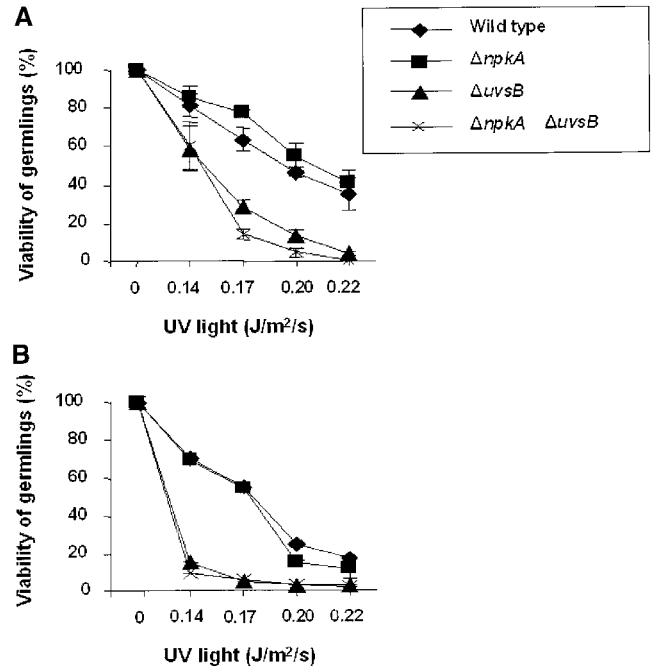 A
Wild type
ΔnpkA
ΔuvsB
ΔnpkA ΔuvsB
Viability of germlings (%)
100
80
60
40
20
0
0 0.14 0.17 0.20 0.22
UV light (J/m²/s)
B
Viability of germlings (%)
100
80
60
40
20
0
0 0.14 0.17 0.20 0.22
UV light (J/m²/s)